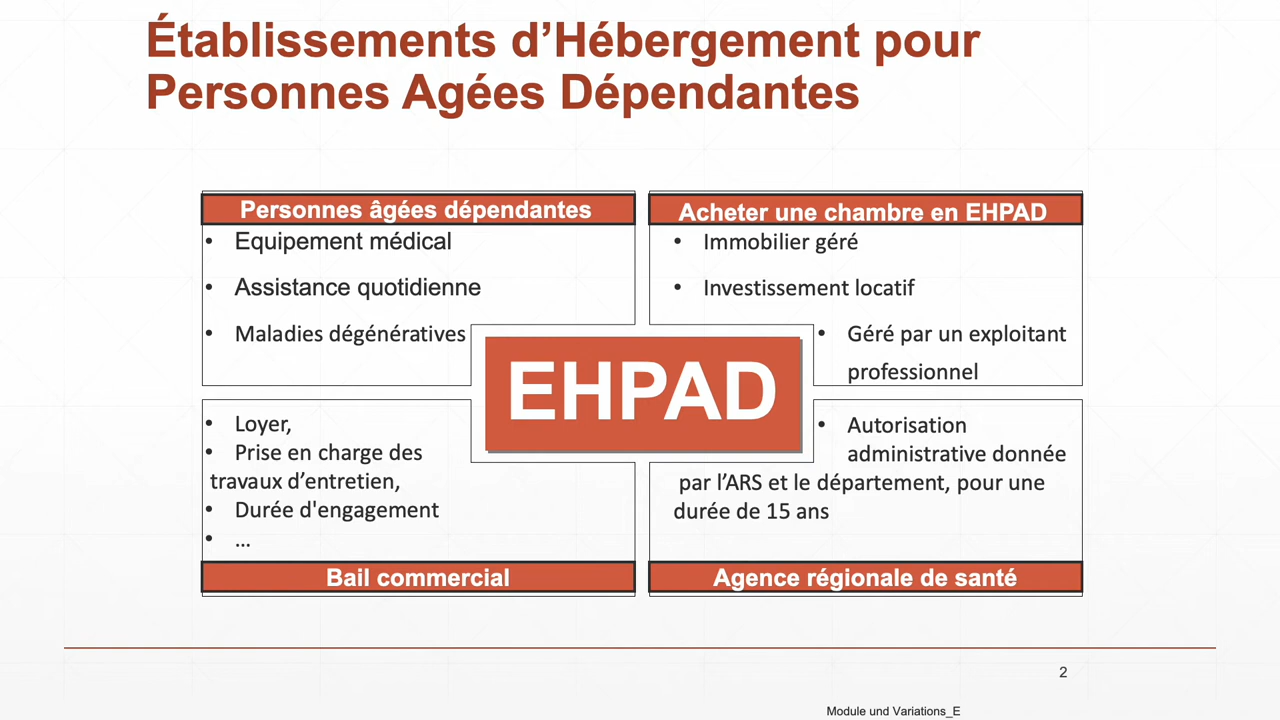 Établissements d’Hébergement pour
Personnes Agées Dépendantes
Personnes âgées dépendantes
• Equipement médical
• Assistance quotidienne
• Maladies dégénératives
Acheter une chambre en EHPAD
• Immobilier géré
• Investissement locatif
• Géré par un exploitant
professionnel
EHPAD
• Loyer,
• Prise en charge des
travaux d’entretien,
• Durée d'engagement
• ...
Bail commercial
• Autorisation
administrative donnée
par l’ARS et le département, pour une
durée de 15 ans
Agence régionale de santé
2
Module und Variations_E